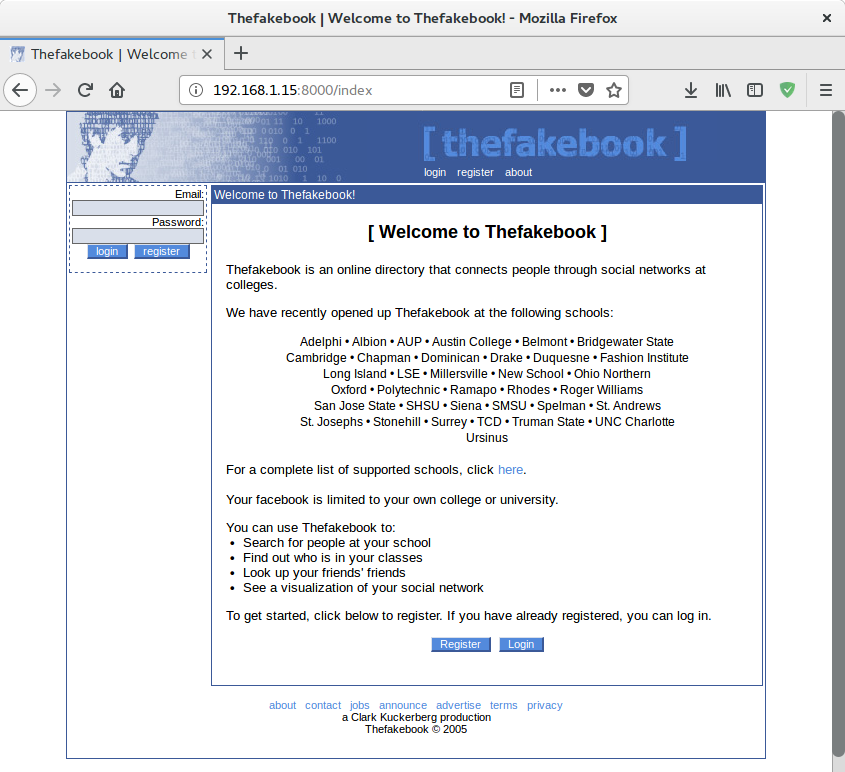 Thefakebook | Welcome to Thefakebook! - Mozilla Firefox
Thefakebook | Welcome
192.168.1.15:8000/index
[ thefakebook ]
login register about
Email:
Password:
login register
Welcome to Thefakebook!
[ Welcome to Thefakebook ]
Thefakebook is an online directory that connects people through social networks at
colleges.
We have recently opened up Thefakebook at the following schools:
Adelphi • Albion • AUP • Austin College • Belmont • Bridgewater State
Cambridge • Chapman • Dominican • Drake • Duquesne • Fashion Institute
Long Island • LSE • Millersville • New School • Ohio Northern
Oxford • Polytechnic • Ramapo • Rhodes • Roger Williams
San Jose State • SHSU • Siena • SMSU • Spelman • St. Andrews
St. Josephs • Stonehill • Surrey • TCD • Truman State • UNC Charlotte
Ursinus
For a complete list of supported schools, click here.
Your facebook is limited to your own college or university.
You can use Thefakebook to:
• Search for people at your school
• Find out who is in your classes
• Look up your friends' friends
• See a visualization of your social network
To get started, click below to register. If you have already registered, you can log in.
Register Login
about contact jobs announce advertise terms privacy
a Clark Kuckerberg production
Thefakebook © 2005